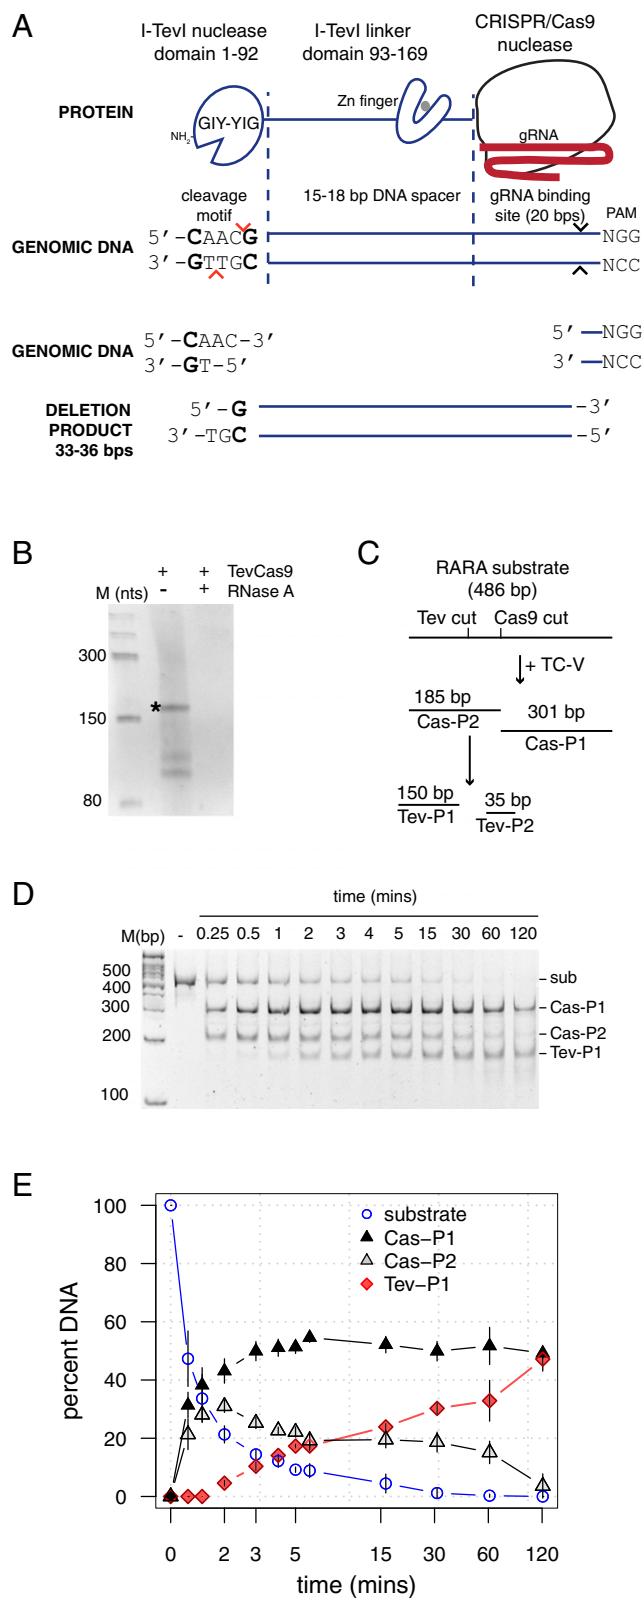 A
I-TevI nuclease domain 1-92
I-TevI linker domain 93-169
CRISPR/Cas9 nuclease
PROTEIN
NH2-
GIY-YIG
Zn finger
gRNA
cleavage motif
15-18 bp DNA spacer
gRNA binding site (20 bps)
PAM
GENOMIC DNA
5′-CAACG
NGG
3′-GTTGC
NCC
GENOMIC DNA
5′-CAAC-3′
5′
NGG
3′-GT-5′
3′
NCC
DELETION PRODUCT 33-36 bps
5′-G
-3′
3′-TGC
-5′
B
+ + TevCas9
- + RNase A
M (nts)
300
*
150
80
C
RARA substrate
(486 bp)
Tev cut
Cas9 cut
+ TC-V
185 bp
Cas-P2
301 bp
Cas-P1
150 bp
Tev-P1
35 bp
Tev-P2
D
time (mins)
M(bp) - 0.25 0.5 1 2 3 4 5 15 30 60 120
500
400
300
200
100
sub
Cas-P1
Cas-P2
Tev-P1
E
percent DNA
100
80
60
40
20
0
substrate
Cas-P1
Cas-P2
Tev-P1
0 2 3 5 15 30 60 120
time (mins)